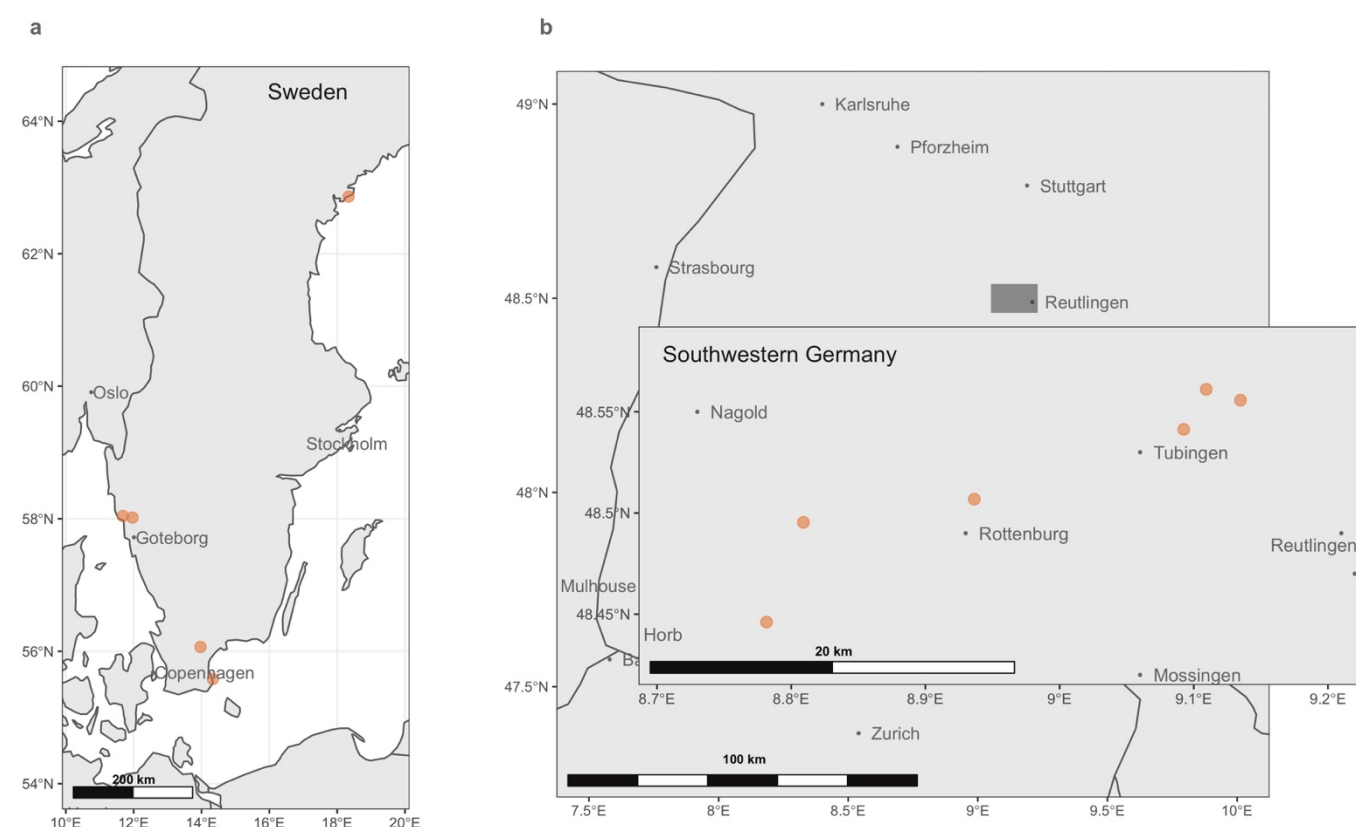 a
b
Sweden
64°N
62°N
60°N
58°N
56°N
54°N
Oslo
Stockholm
Goteborg
Copenhagen
200 km
10°E
12°E
14°E
16°E
18°E
20°E
49°N
48.5°N
48°N
47.5°N
Karlsruhe
Pforzheim
Stuttgart
Strasbourg
Reutlingen
Mulhouse
Ba
Zurich
100 km
7.5°E
8°E
8.5°E
9°E
9.5°E
10°E
Southwestern Germany
48.55°N
48.5°N
48.45°N
Nagold
Tubingen
Rottenburg
Reutlingen
Horb
Mossingen
20 km
8.7°E
8.8°E
8.9°E
9°E
9.1°E
9.2°E